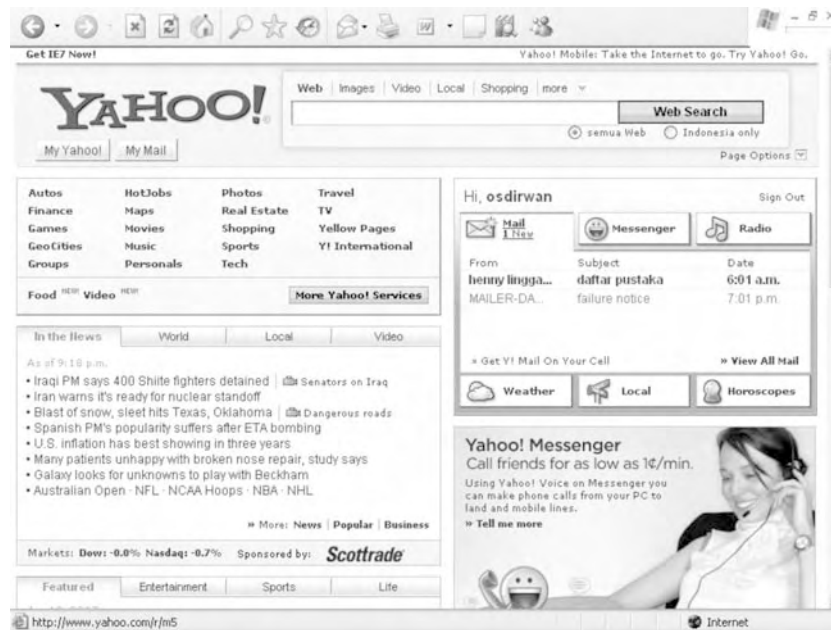 Get IE7 Now!
Yahoo! Mobile: Take the Internet to go. Try Yahoo! Go.
YAHOO!
Web | Images | Video | Local | Shopping | more
Web Search
semua Web Indonesia only
My Yahoo! My Mail
Page Options
Autos HotJobs Photos Travel
Finance Maps Real Estate TV
Games Movies Shopping Yellow Pages
GeoCities Music Sports Y! International
Groups Personals Tech
Food NEW! Video NEW!
More Yahoo! Services
Hi, osdirwan
Sign Out
Mail
1 New
Messenger
Radio
From Subject Date
henny lingga... daftar pustaka 6:01 a.m.
MAILER-DA... failure notice 7:01 p.m.
« Get Y! Mail On Your Cell
» View All Mail
Weather Local Horoscopes
In the News World Local Video
As of 9:18 p.m.
• Iraqi PM says 400 Shiite fighters detained | Senators on Iraq
• Iran warns it's ready for nuclear standoff
• Blast of snow, sleet hits Texas, Oklahoma | Dangerous roads
• Spanish PM's popularity suffers after ETA bombing
• U.S. inflation has best showing in three years
• Many patients unhappy with broken nose repair, study says
• Galaxy looks for unknowns to play with Beckham
• Australian Open · NFL · NCAA Hoops · NBA · NHL
» More: News | Popular | Business
Markets: Dow: -0.0% Nasdaq: -0.7% Sponsored by: Scottrade
Yahoo! Messenger
Call friends for as low as 1¢/min.
Using Yahoo! Voice on Messenger you
can make phone calls from your PC to
land and mobile lines.
» Tell me more
Featured Entertainment Sports Life
http://www.yahoo.com/r/m5
Internet